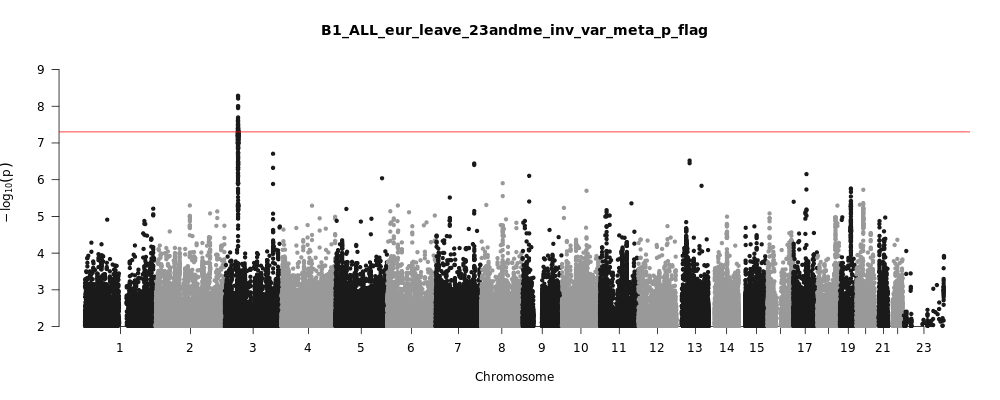 B1_ALL_eur_leave_23andme_inv_var_meta_p_flag
9
8
7
6
5
4
3
2
−log10(p)
1 2 3 4 5 6 7 8 9 10 11 12 13 14 15 17 19 21 23
Chromosome